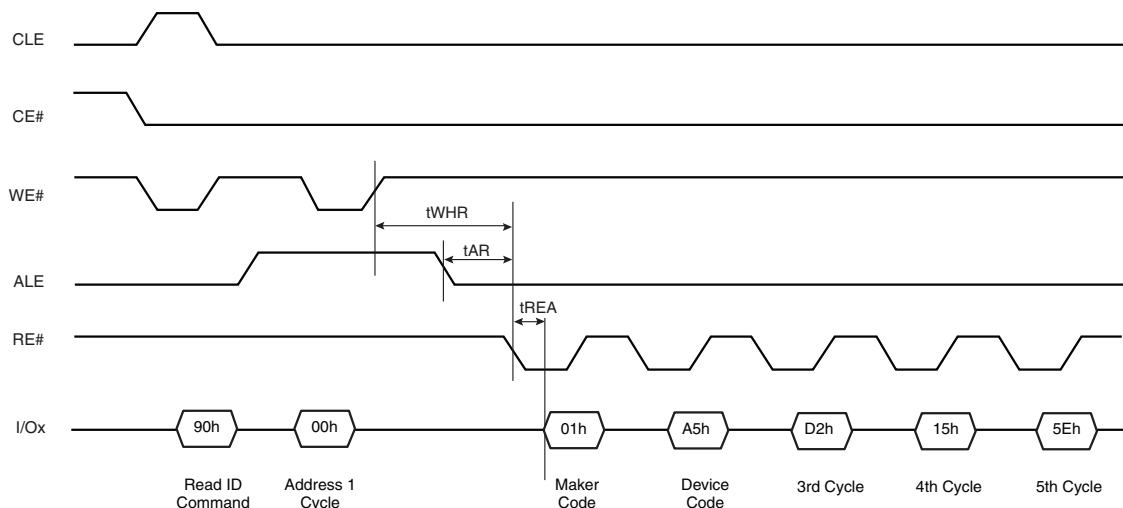 CLE
CE#
WE#
tWHR
tAR
ALE
tREA
RE#
I/Ox
90h
00h
01h
A5h
D2h
15h
5Eh
Read ID
Command
Address 1
Cycle
Maker
Code
Device
Code
3rd Cycle
4th Cycle
5th Cycle